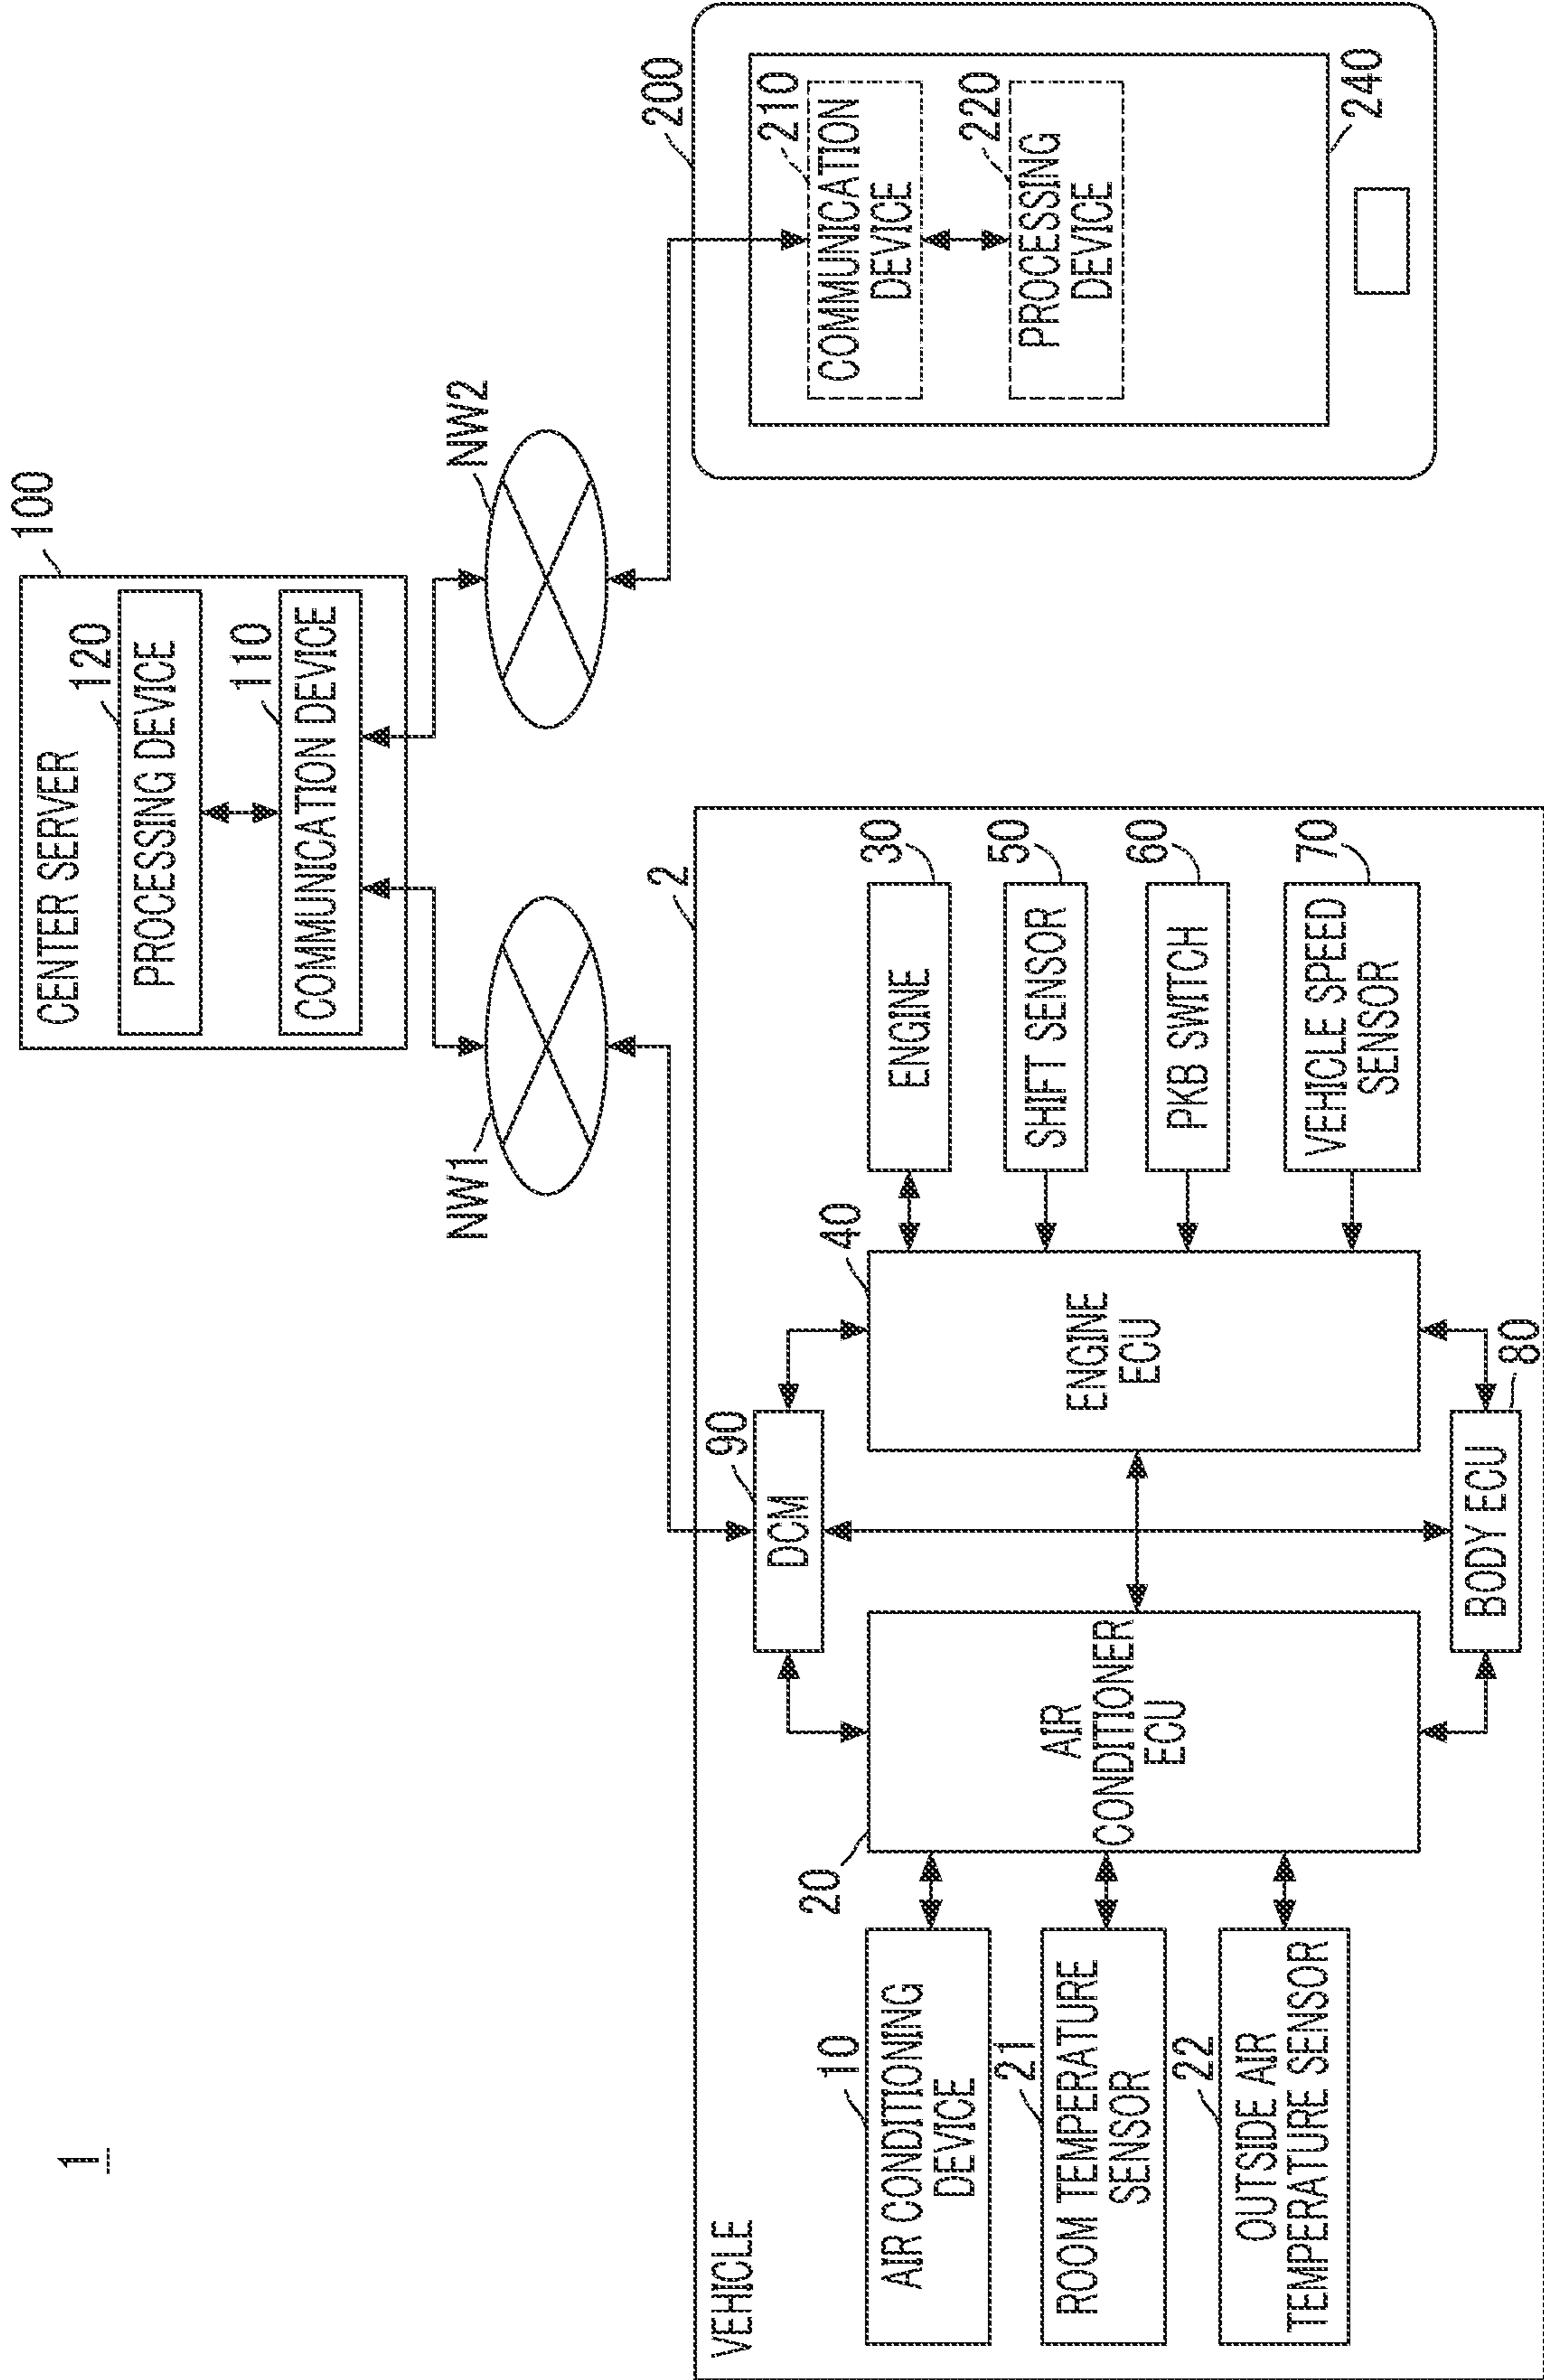 1
100
CENTER SERVER
120
PROCESSING DEVICE
110
COMMUNICATION DEVICE
NW1
NW2
200
210
COMMUNICATION
DEVICE
220
PROCESSING
DEVICE
240
VEHICLE
2
90
DCM
10
AIR CONDITIONING
DEVICE
21
ROOM TEMPERATURE
SENSOR
22
OUTSIDE AIR
TEMPERATURE SENSOR
20
AIR
CONDITIONER
ECU
40
ENGINE
ECU
30
ENGINE
50
SHIFT SENSOR
60
PKB SWITCH
70
VEHICLE SPEED
SENSOR
BODY ECU
80